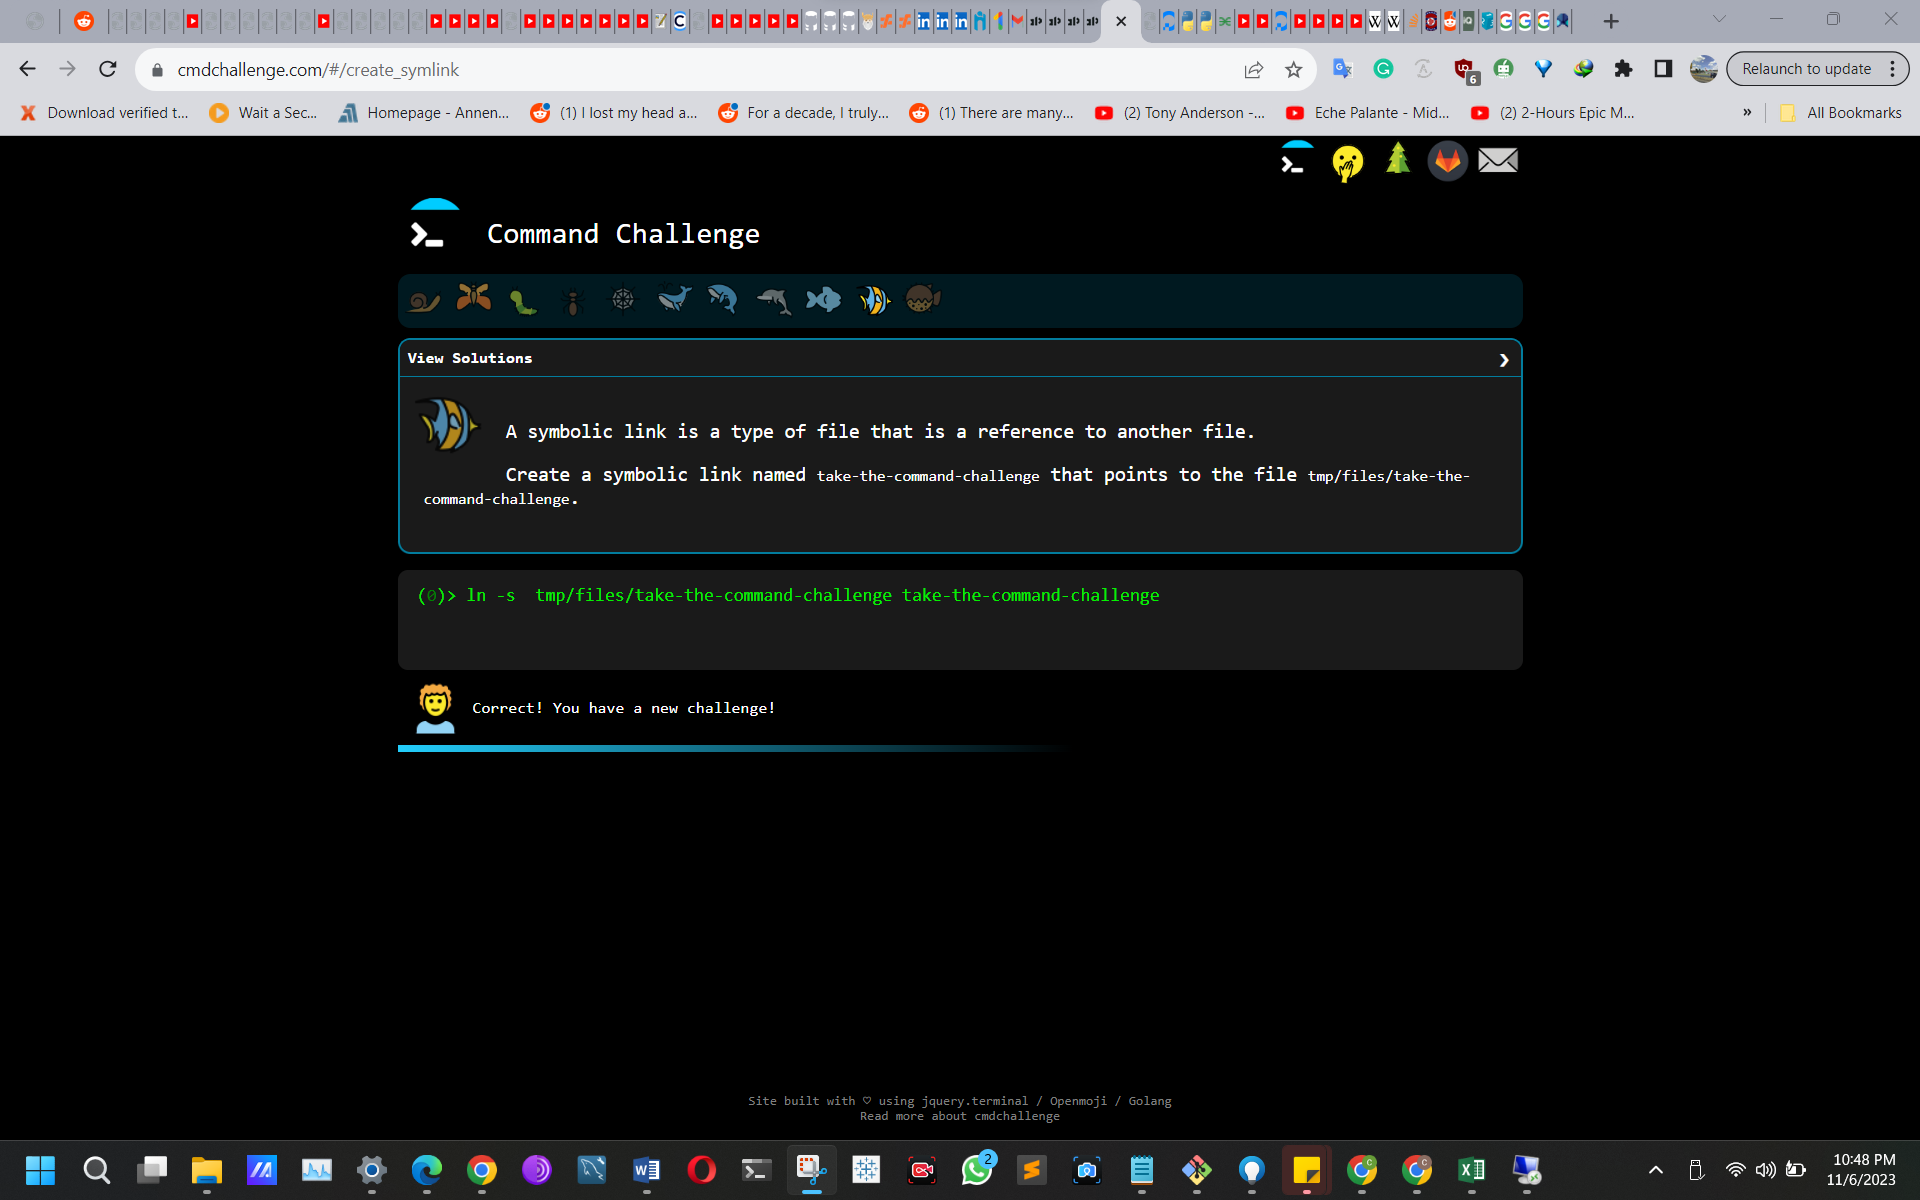 cmdchallenge.com/#/create_symlink
6
Relaunch to update
Download verified t...
Wait a Sec...
Homepage - Annen...
(1) I lost my head a...
For a decade, I truly...
(1) There are many...
(2) Tony Anderson -...
Eche Palante - Mid...
(2) 2-Hours Epic M...
»
All Bookmarks
Command Challenge
View Solutions
A symbolic link is a type of file that is a reference to another file.
Create a symbolic link named take-the-command-challenge that points to the file tmp/files/take-the-
command-challenge.
(0)> ln -s  tmp/files/take-the-command-challenge take-the-command-challenge
Correct! You have a new challenge!
Site built with ♡ using jquery.terminal / Openmoji / Golang
Read more about cmdchallenge
2
10:48 PM
11/6/2023